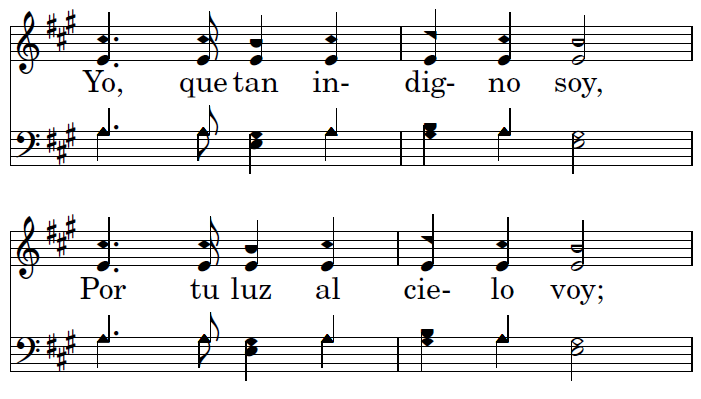 Yo, que tan in- dig- no soy,
Por tu luz al cie- lo voy;